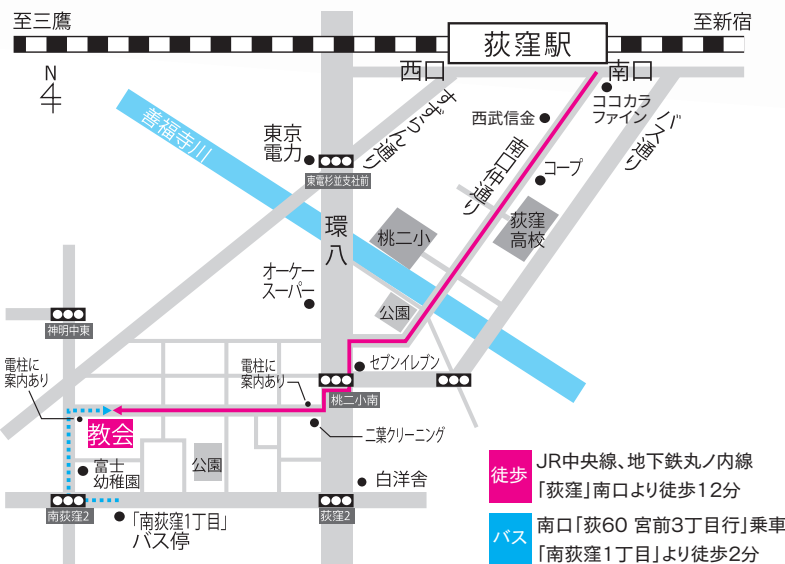 至三鷹
荻窪駅
至新宿
N
西口
南口
ココカラ
ファイン
西武信金
バス通り
すずらん通り
善福寺川
東京
電力
東電杉並支社前
南口仲通り
コープ
荻窪
高校
環八
桃二小
オーケー
スーパー
公園
神明中東
電柱に
案内あり
電柱に
案内あり
セブンイレブン
桃二小南
教会
二葉クリーニング
富士
幼稚園
公園
白洋舎
南荻窪2
荻窪2
「南荻窪1丁目」
バス停
徒歩
JR中央線、地下鉄丸ノ内線
「荻窪」南口より徒歩12分
バス
南口「荻60 宮前3丁目行」乗車
「南荻窪1丁目」より徒歩2分